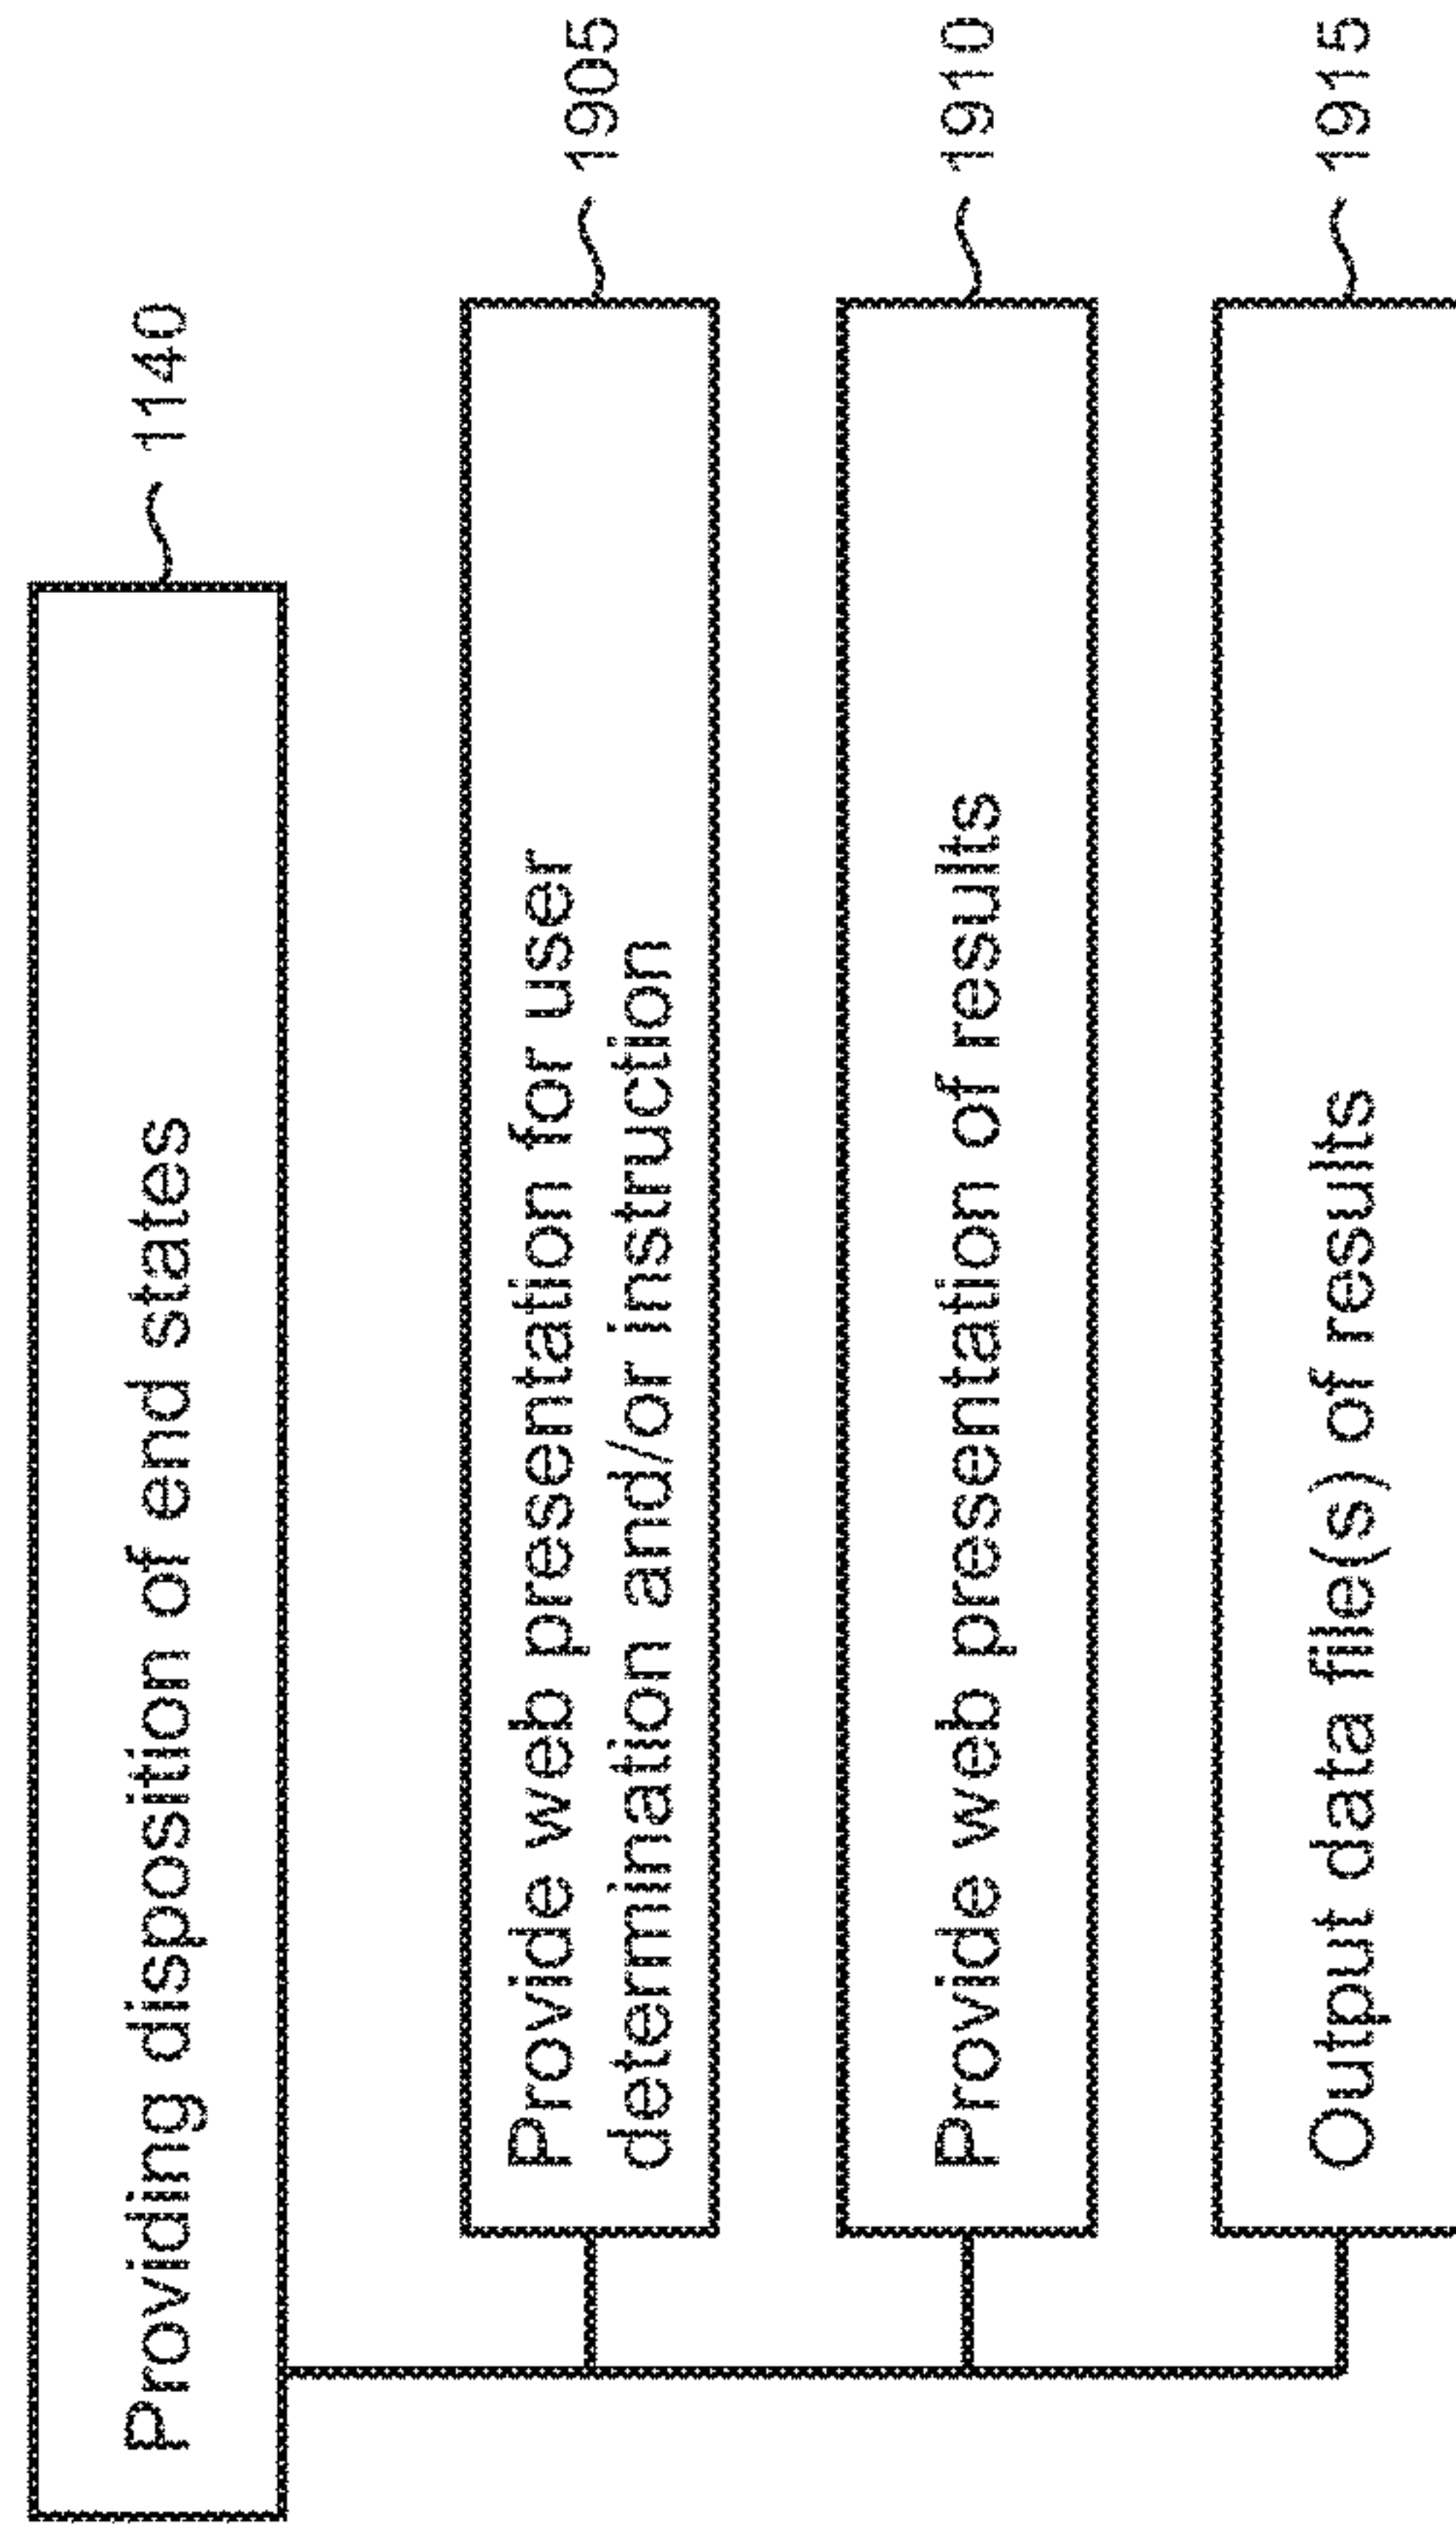 Providing disposition of end states
1140
Provide web presentation for user
determination and/or instruction
1905
Provide web presentation of results
1910
Output data file(s) of results
1915